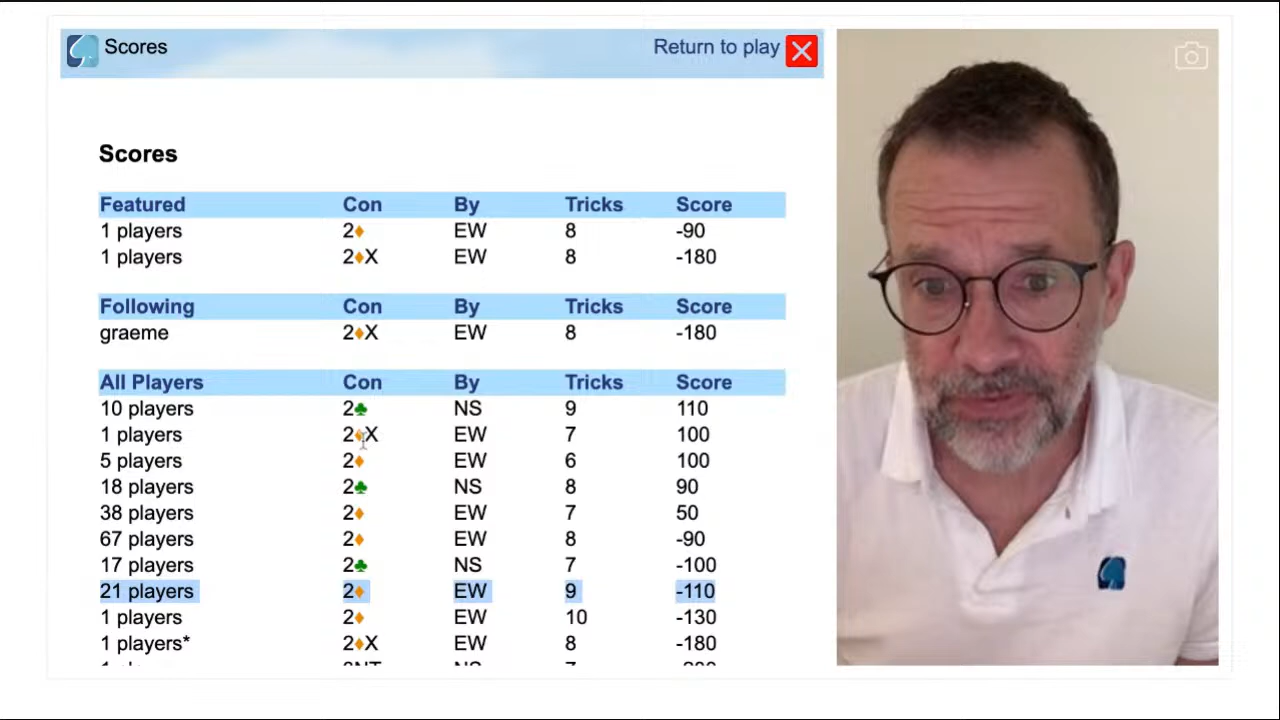 Scores
Return to play
Scores
Featured Con By Tricks Score
1 players 2♦ EW 8 -90
1 players 2♦X EW 8 -180
Following Con By Tricks Score
graeme 2♦X EW 8 -180
All Players Con By Tricks Score
10 players 2♣ NS 9 110
1 players 2♦X EW 7 100
5 players 2♦ EW 6 100
18 players 2♣ NS 8 90
38 players 2♦ EW 7 50
67 players 2♦ EW 8 -90
17 players 2♣ NS 7 -100
21 players 2♦ EW 9 -110
1 players 2♦ EW 10 -130
1 players* 2♦X EW 8 -180